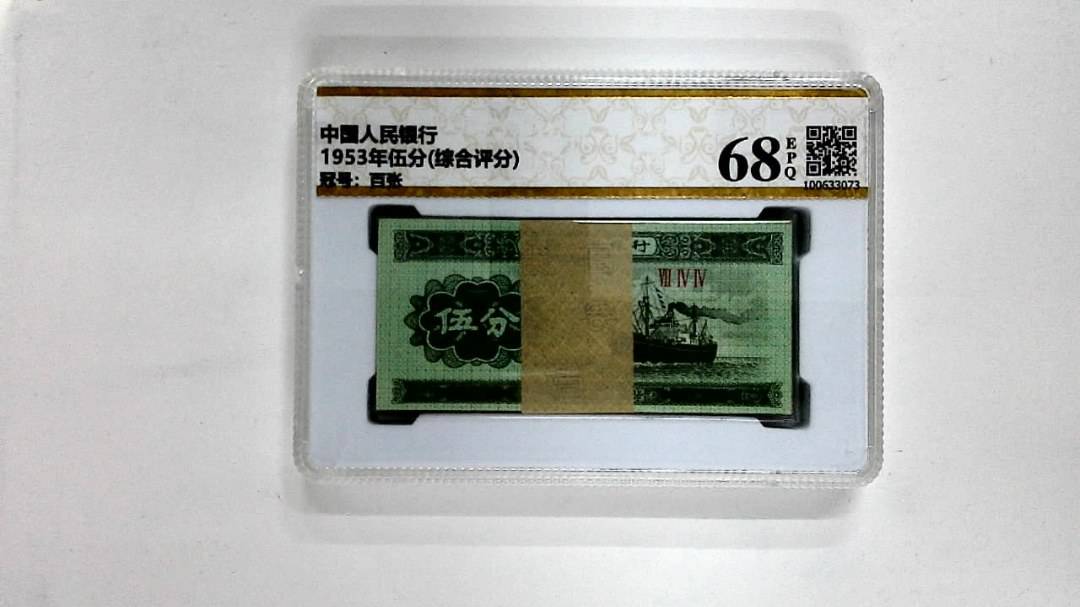 中国人民银行
1953年伍分(综合评分)
冠号：百张
68
EPQ
100633073
行
VII IV IV
伍分